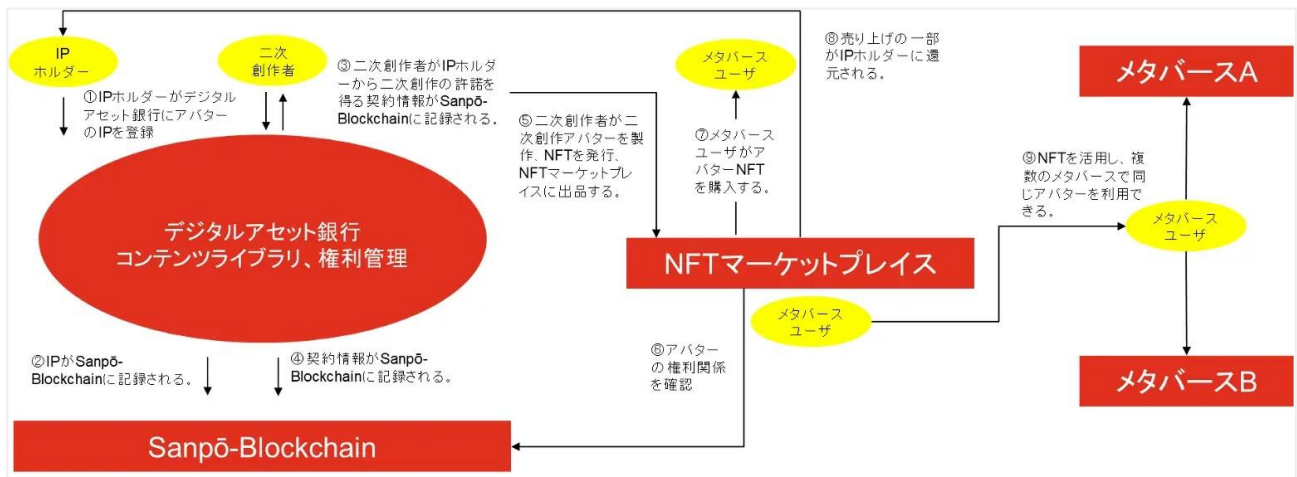 IP
ホルダー
二次
創作者
①IPホルダーがデジタル
アセット銀行にアバター
のIPを登録
③二次創作者がIPホルダ
ーから二次創作の許諾を
得る契約情報がSanpō-
Blockchainに記録される。
デジタルアセット銀行
コンテンツライブラリ、権利管理
②IPがSanpō-
Blockchainに記録される。
④契約情報がSanpō-
Blockchainに記録される。
Sanpō-Blockchain
⑤二次創作者が二
次創作アバターを製
作、NFTを発行、
NFTマーケットプレ
イスに出品する。
メタバース
ユーザ
⑦メタバース
ユーザがア
バターNFT
を購入する。
⑧売り上げの一部
がIPホルダーに還
元される。
NFTマーケットプレイス
メタバース
ユーザ
⑥アバター
の権利関係
を確認
⑨NFTを活用し、複
数のメタバースで同
じアバターを利用で
きる。
メタバースA
メタバース
ユーザ
メタバースB